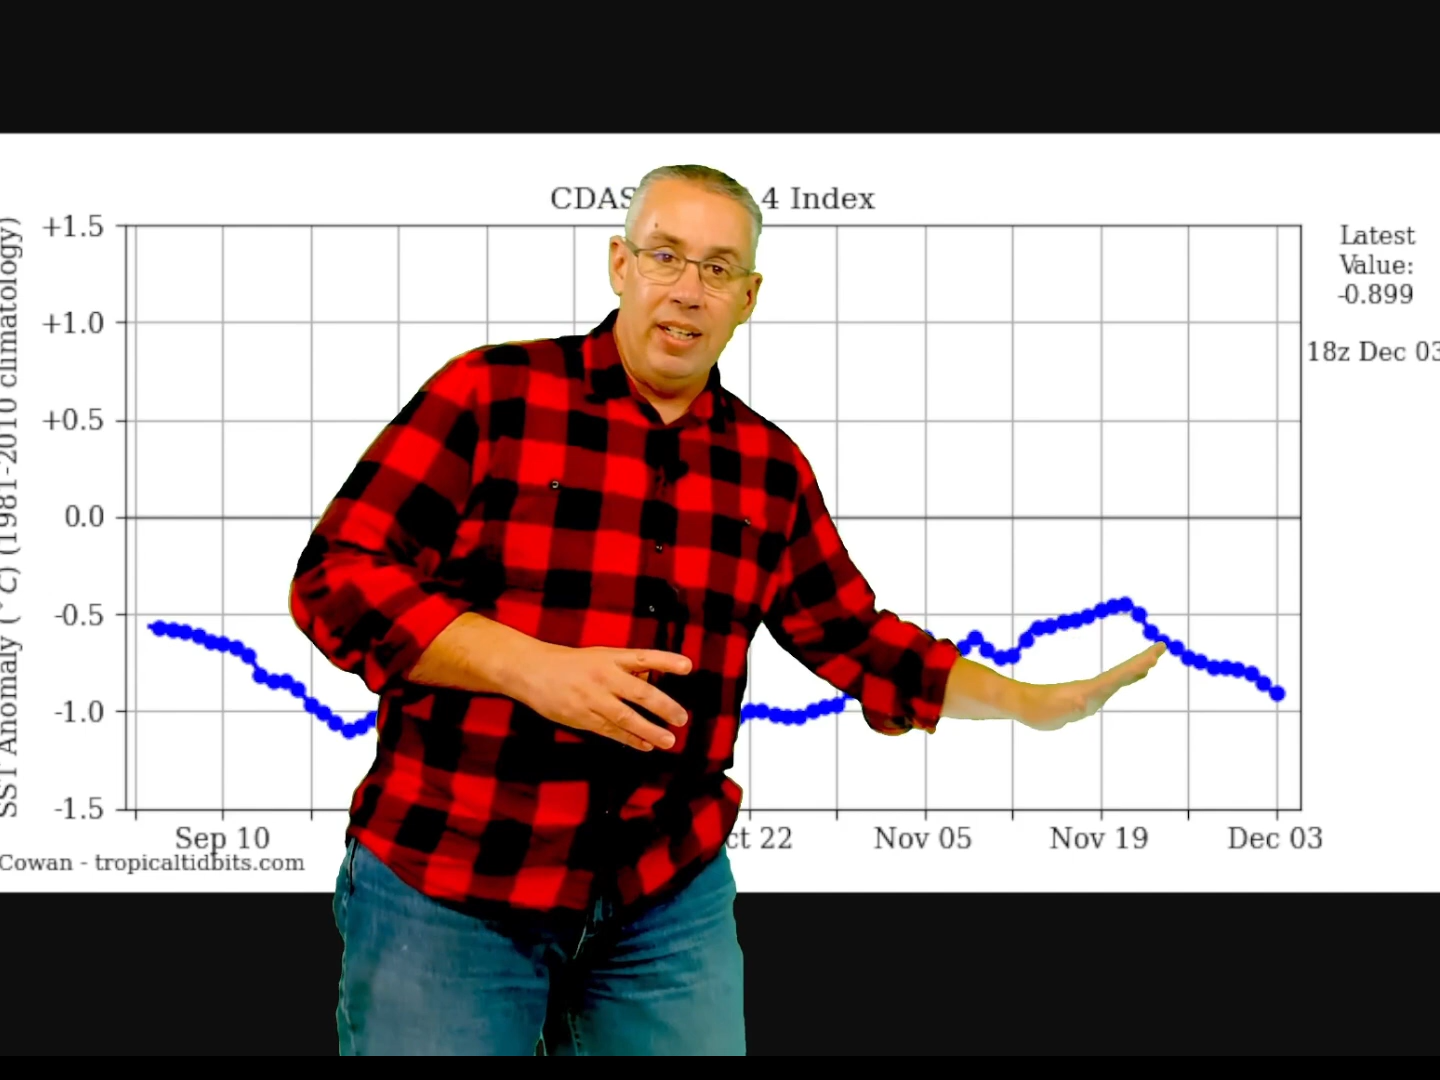 CDAS 4 Index
SST Anomaly (°C) (1981-2010 climatology)
+1.5
+1.0
+0.5
0.0
-0.5
-1.0
-1.5
Latest
Value:
-0.899
18z Dec 03
Sep 10
ct 22
Nov 05
Nov 19
Dec 03
Cowan - tropicaltidbits.com